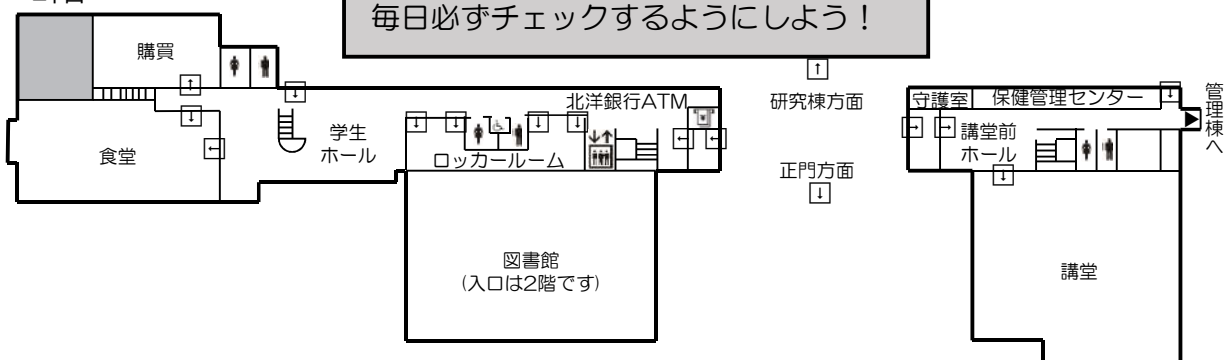 毎日必ずチェックするようにしよう！
購買
北洋銀行ATM
研究棟方面
守護室
保健管理センター
管理棟へ
学生
ホール
講堂前
ホール
食堂
ロッカールーム
正門方面
図書館
(入口は2階です)
講堂